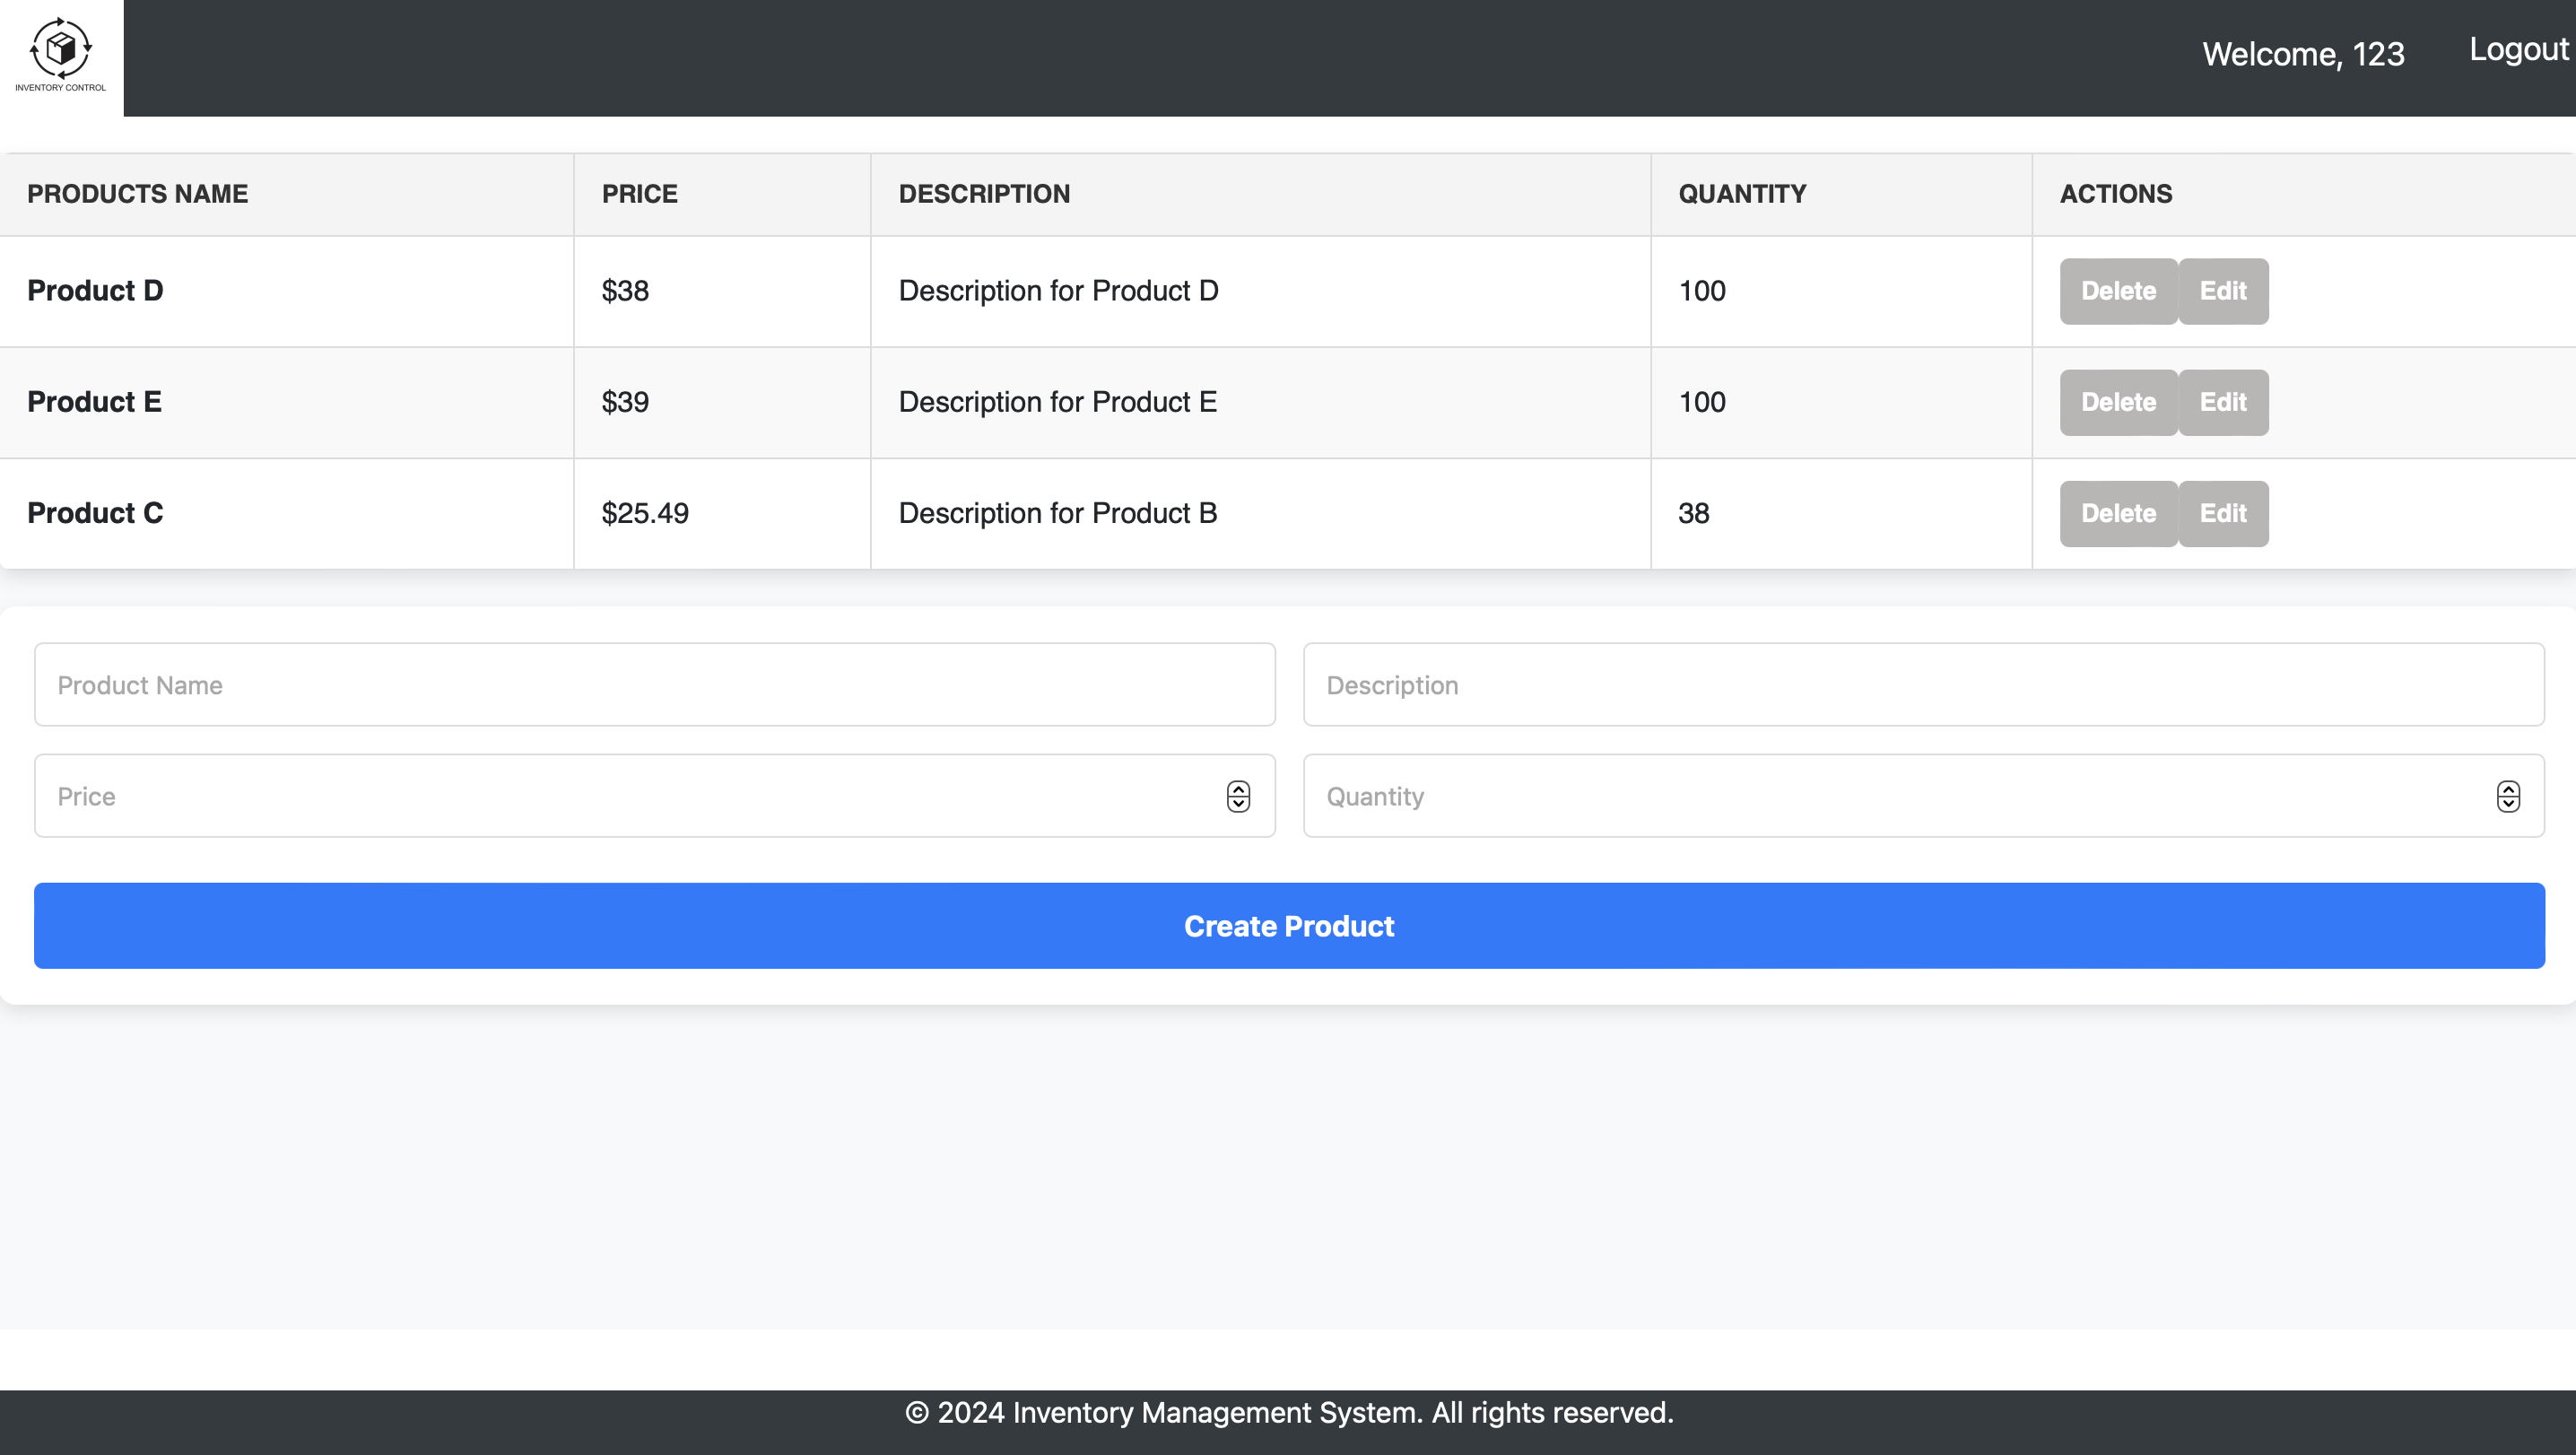 INVENTORY CONTROL
Welcome, 123 Logout
PRODUCTS NAME PRICE DESCRIPTION QUANTITY ACTIONS
Product D $38 Description for Product D 100 Delete Edit
Product E $39 Description for Product E 100 Delete Edit
Product C $25.49 Description for Product B 38 Delete Edit
Product Name Description
Price Quantity
Create Product
© 2024 Inventory Management System. All rights reserved.